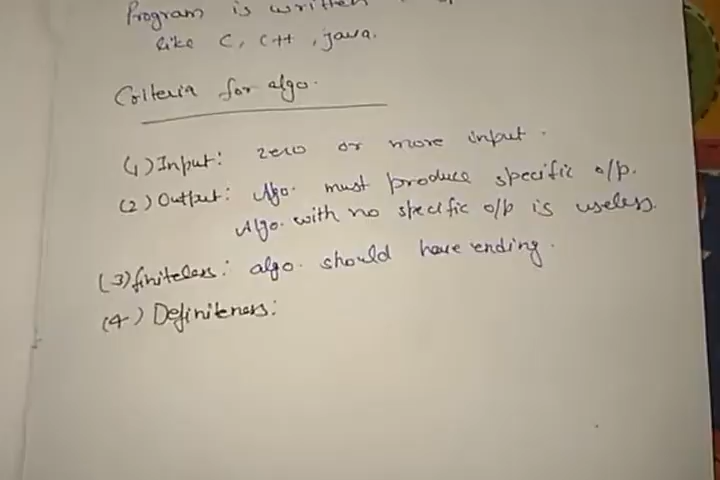 Program is written
like C, C++, java.
Criteria for algo.
(1) Input: zero or more input.
(2) Output: Algo. must produce specific o/p.
Algo. with no specific o/p is useless.
(3) finiteless: algo. should have ending.
(4) Definiteness: